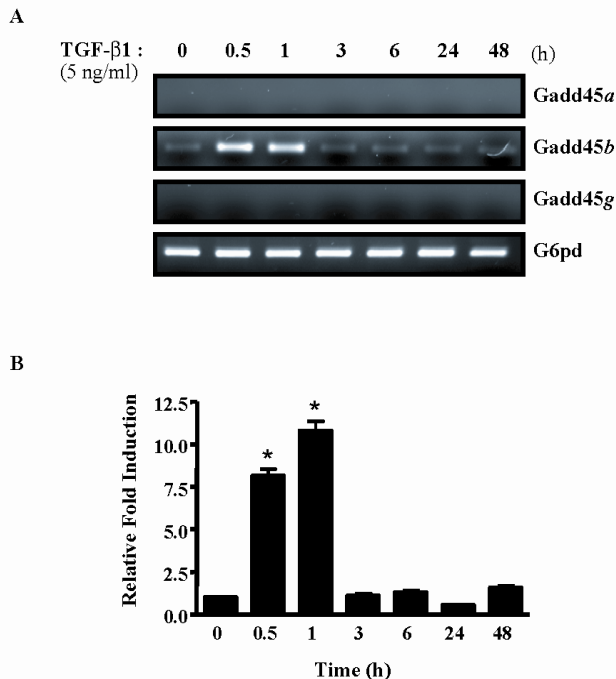 A
TGF-β1 : 0 0.5 1 3 6 24 48 (h)
(5 ng/ml)
Gadd45a
Gadd45b
Gadd45g
G6pd
B
Relative Fold Induction
12.5
10.0
7.5
5.0
2.5
0.0
* *
0 0.5 1 3 6 24 48
Time (h)